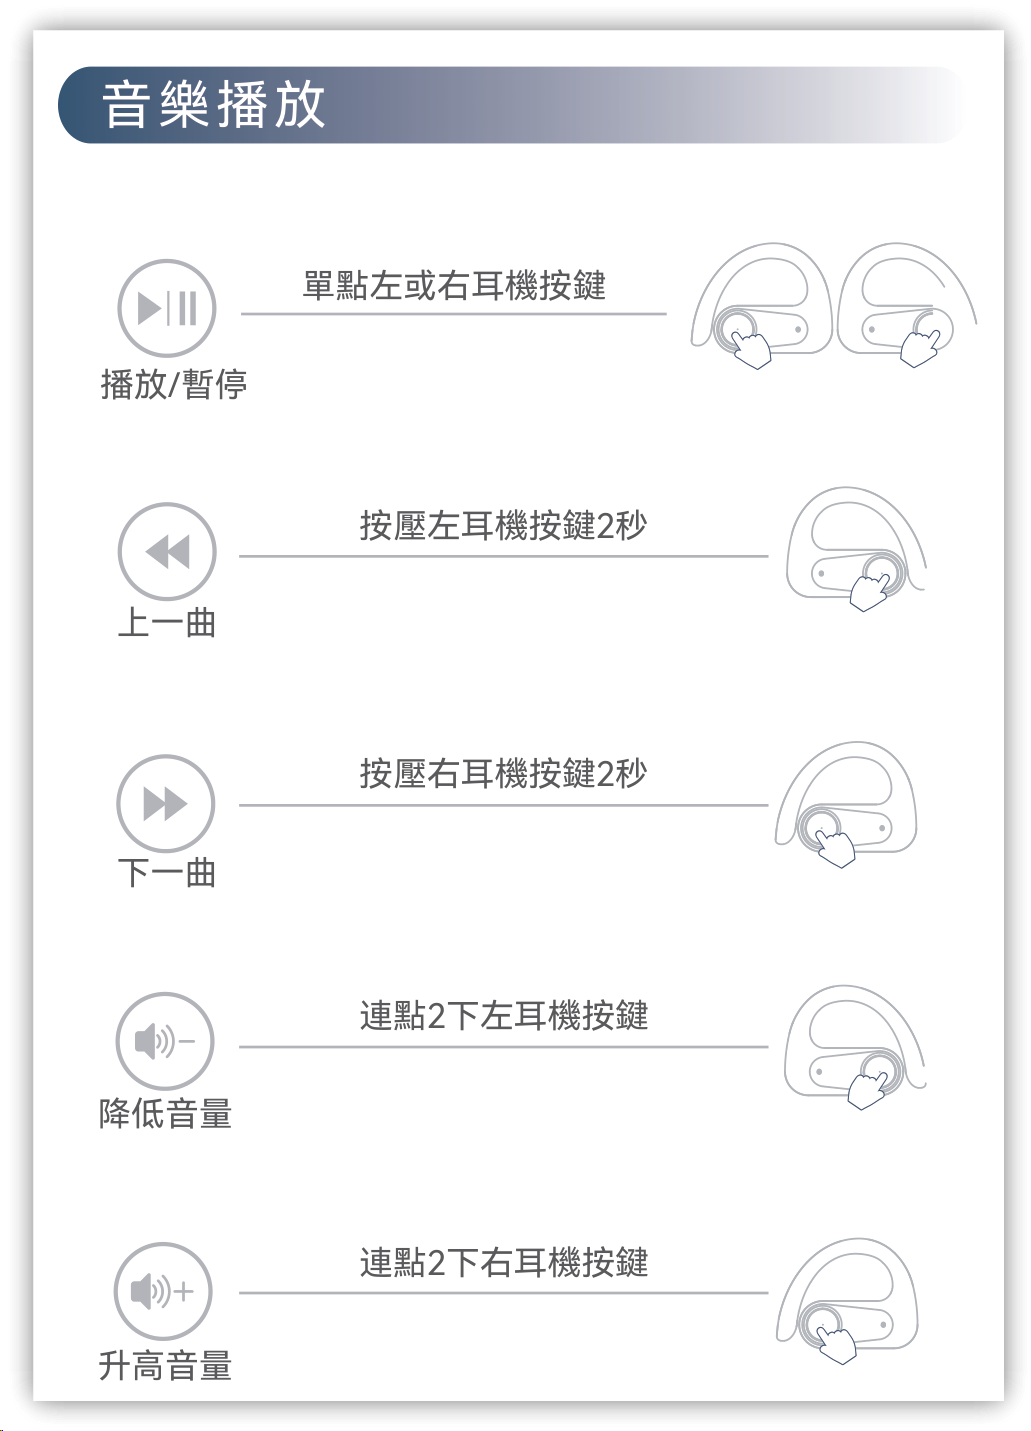 音樂播放
單點左或右耳機按鍵
播放/暫停
按壓左耳機按鍵2秒
上一曲
按壓右耳機按鍵2秒
下一曲
連點2下左耳機按鍵
降低音量
連點2下右耳機按鍵
升高音量